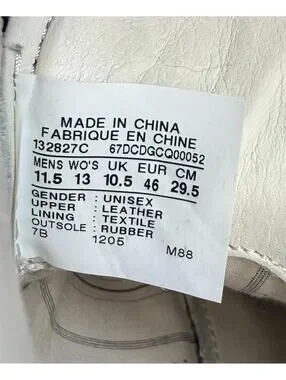 MADE IN CHINA
FABRIQUE EN CHINE
132827C 67DCDGCQ00052
MENS WO'S UK EUR CM
11.5 13 10.5 46 29.5
GENDER : UNISEX
UPPER : LEATHER
LINING : TEXTILE
OUTSOLE : RUBBER
7B 1205 M88